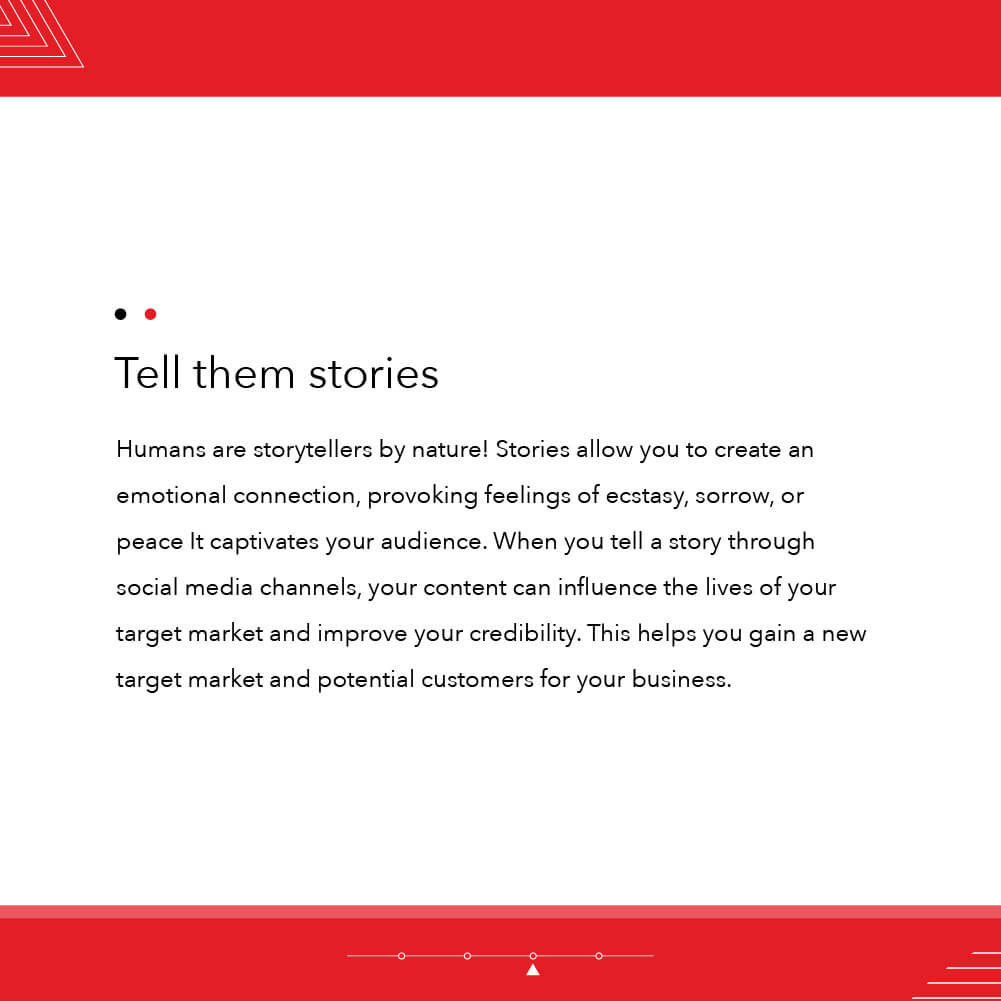 Tell them stories
Humans are storytellers by nature! Stories allow you to create an
emotional connection, provoking feelings of ecstasy, sorrow, or
peace It captivates your audience. When you tell a story through
social media channels, your content can influence the lives of your
target market and improve your credibility. This helps you gain a new
target market and potential customers for your business.